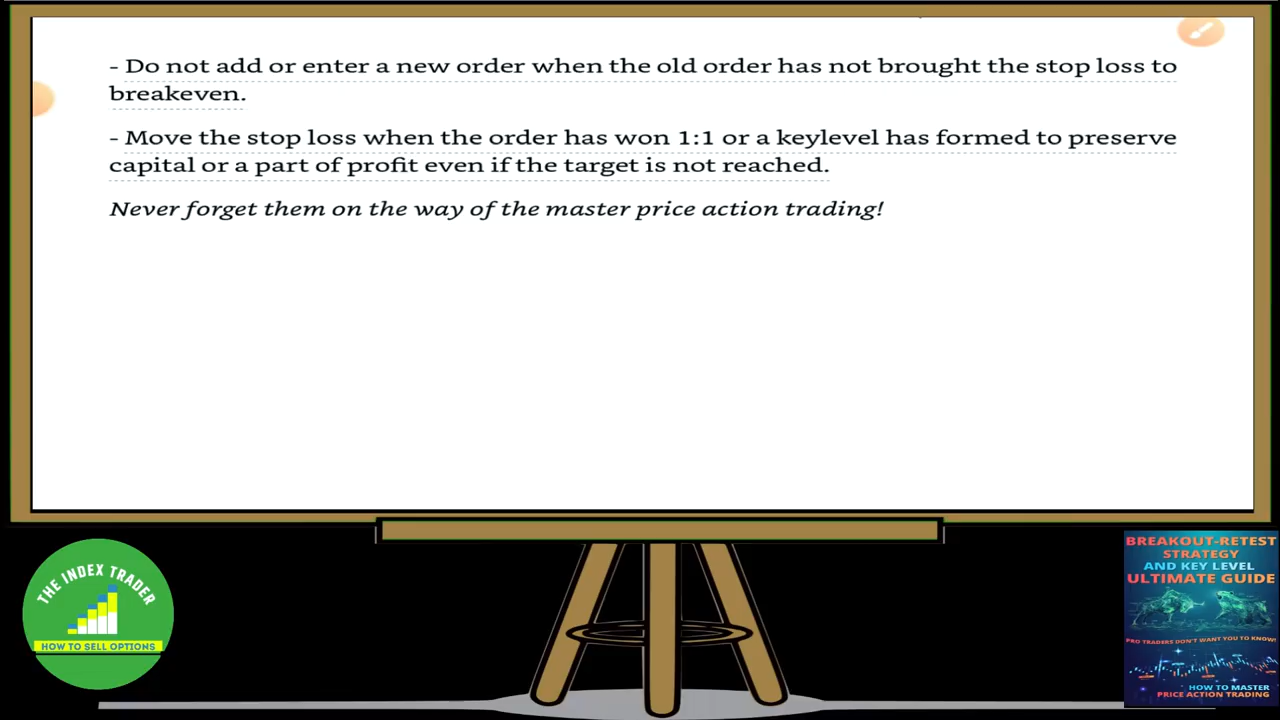 - Do not add or enter a new order when the old order has not brought the stop loss to
breakeven.
- Move the stop loss when the order has won 1:1 or a keylevel has formed to preserve
capital or a part of profit even if the target is not reached.
Never forget them on the way of the master price action trading!
THE INDEX TRADER
HOW TO SELL OPTIONS
BREAKOUT-RETEST
STRATEGY
AND KEY LEVEL
ULTIMATE GUIDE
PRO TRADERS DON'T WANT YOU TO KNOW!
HOW TO MASTER
PRICE ACTION TRADING